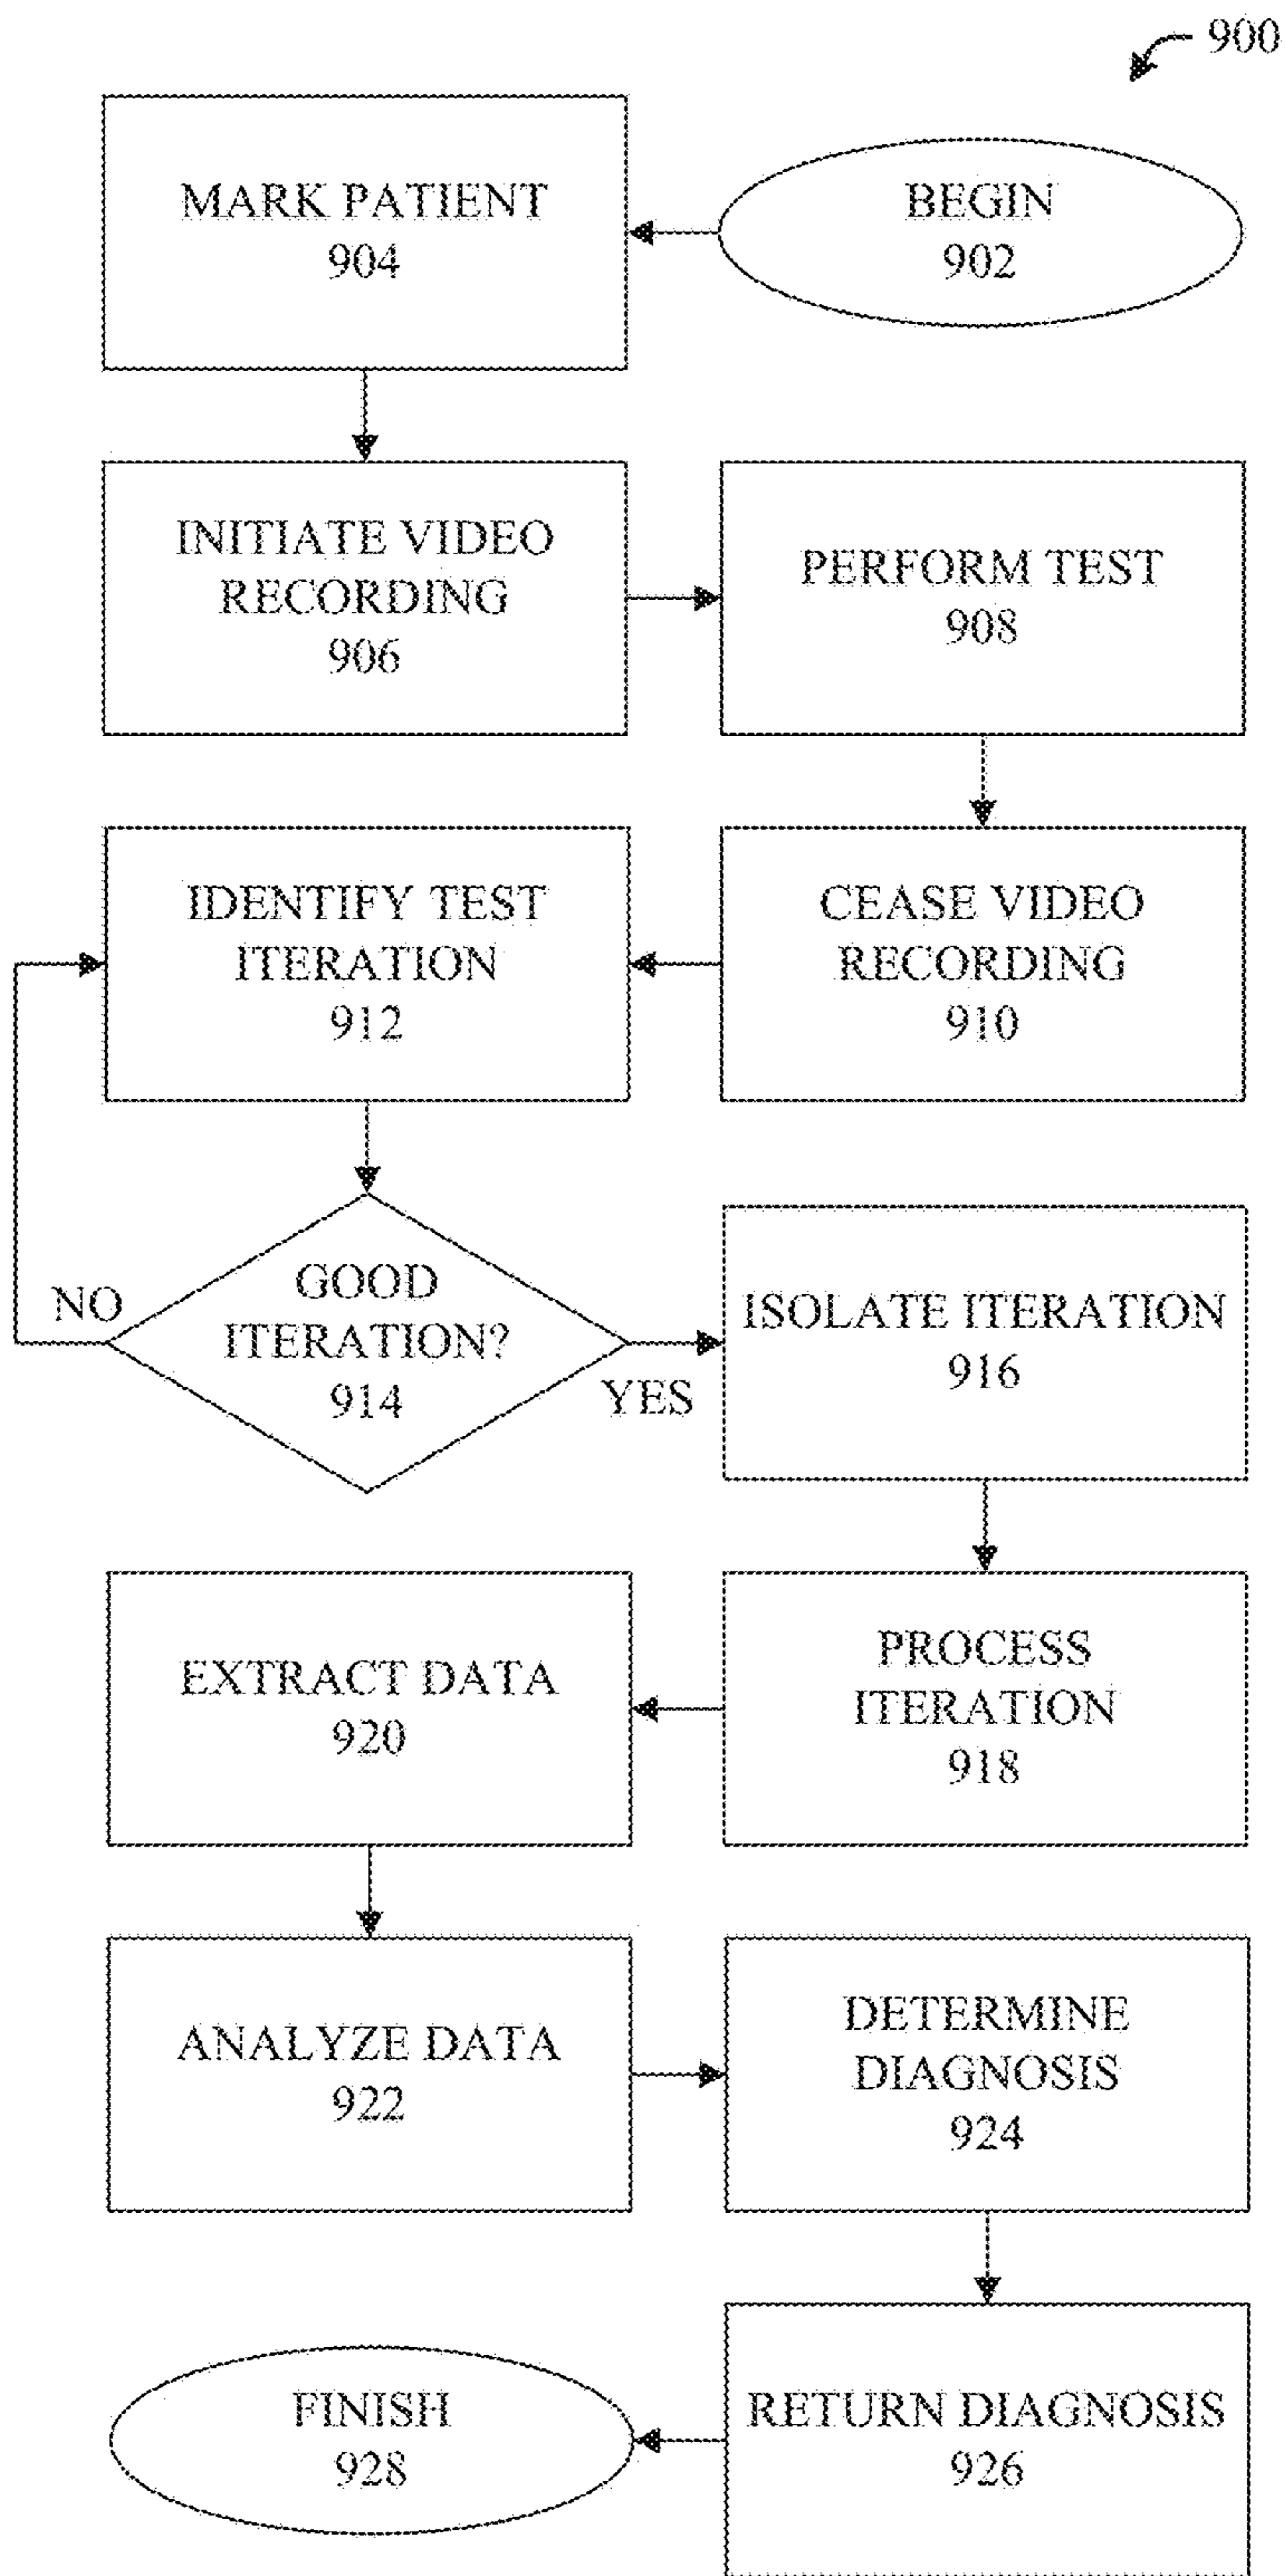 900
BEGIN
902
MARK PATIENT
904
INITIATE VIDEO
RECORDING
906
PERFORM TEST
908
CEASE VIDEO
RECORDING
910
IDENTIFY TEST
ITERATION
912
GOOD
ITERATION?
914
NO
YES
ISOLATE ITERATION
916
PROCESS
ITERATION
918
EXTRACT DATA
920
ANALYZE DATA
922
DETERMINE
DIAGNOSIS
924
RETURN DIAGNOSIS
926
FINISH
928